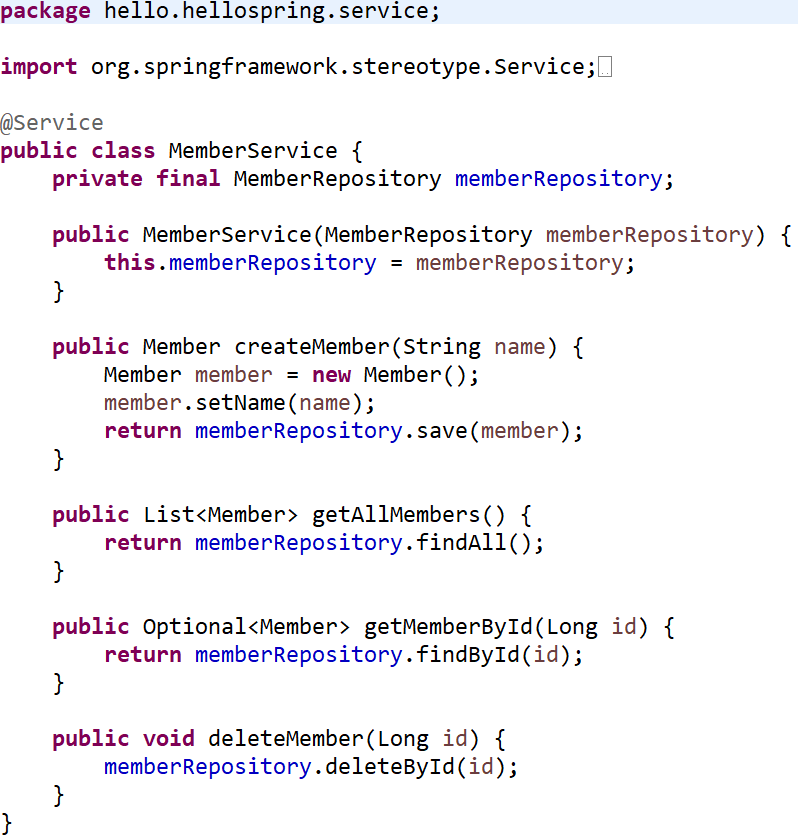 package hello.hellospring.service;
import org.springframework.stereotype.Service;
@Service
public class MemberService {
private final MemberRepository memberRepository;
public MemberService(MemberRepository memberRepository) {
this.memberRepository = memberRepository;
}
public Member createMember(String name) {
Member member = new Member();
member.setName(name);
return memberRepository.save(member);
}
public List<Member> getAllMembers() {
return memberRepository.findAll();
}
public Optional<Member> getMemberById(Long id) {
return memberRepository.findById(id);
}
public void deleteMember(Long id) {
memberRepository.deleteById(id);
}
}